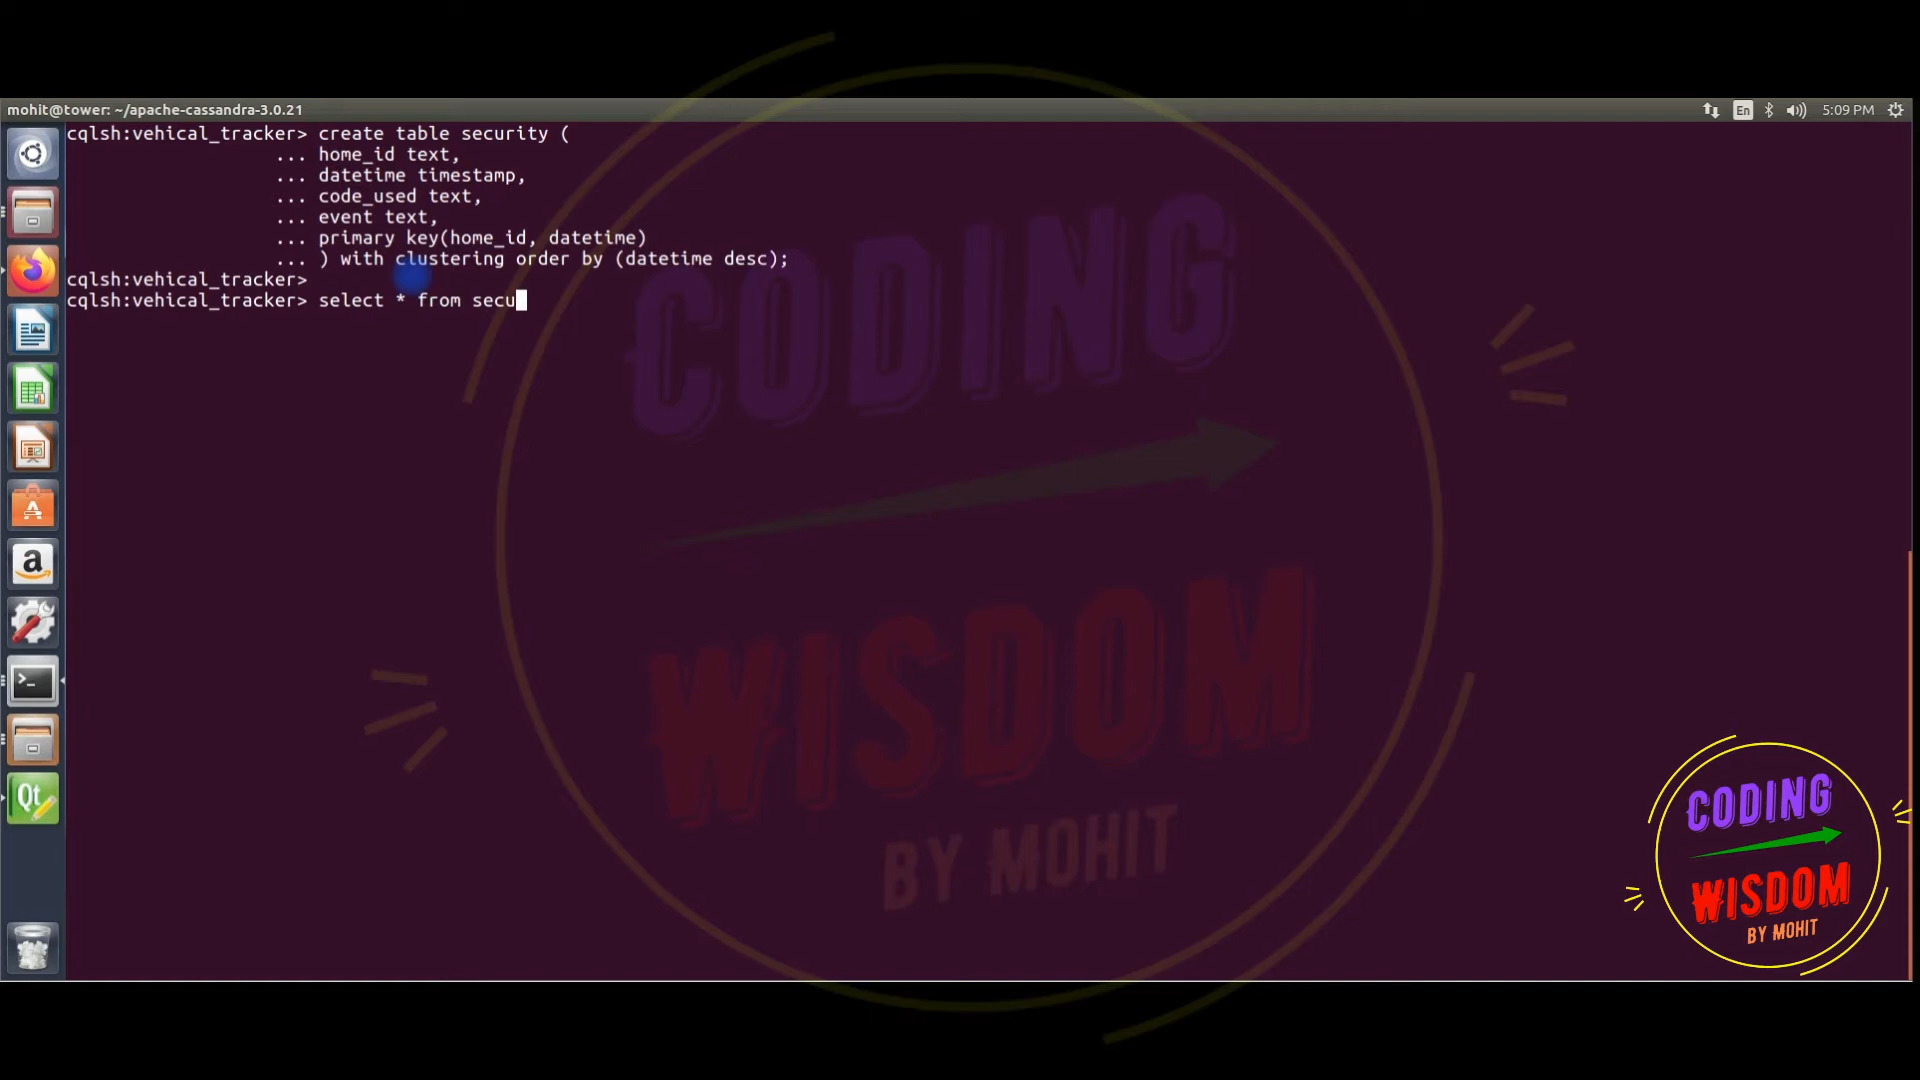 mohit@tower: ~/apache-cassandra-3.0.21
En
5:09 PM
cqlsh:vehical_tracker> create table security (
... home_id text,
... datetime timestamp,
... code_used text,
... event text,
... primary key(home_id, datetime)
... ) with clustering order by (datetime desc);
cqlsh:vehical_tracker>
cqlsh:vehical_tracker> select * from secu
CODING
WISDOM
BY MOHIT
a
>_
Qt
CODING
WISDOM
BY MOHIT